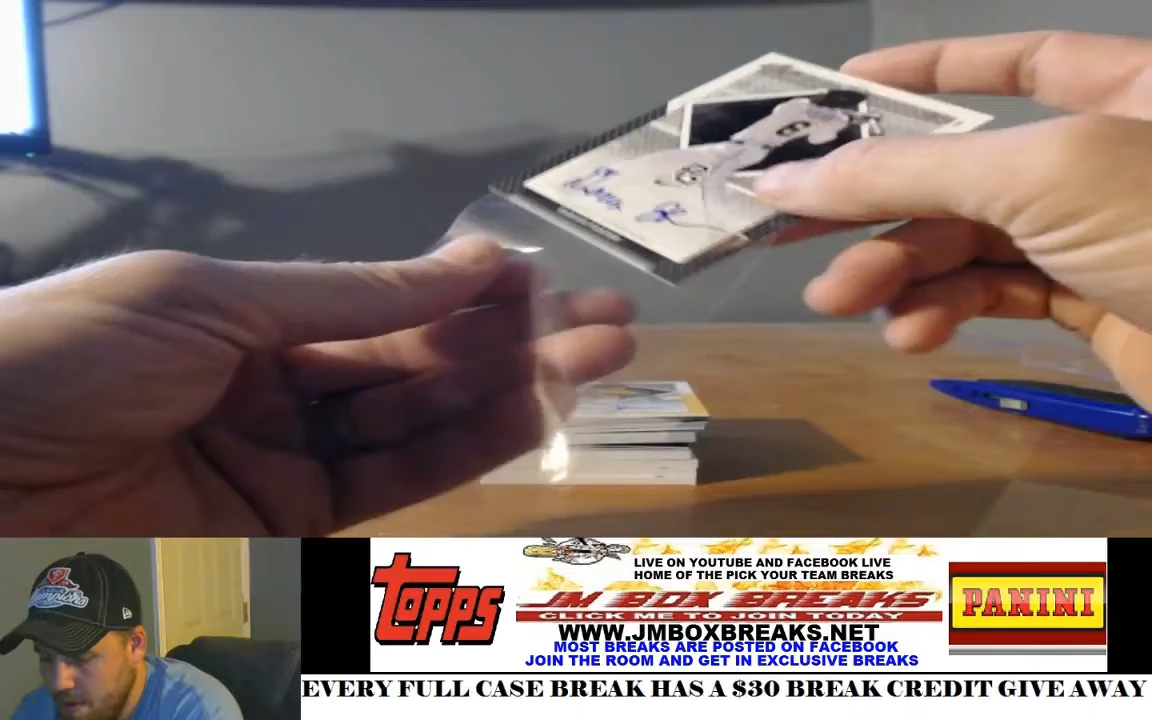 6
LIVE ON YOUTUBE AND FACEBOOK LIVE
HOME OF THE PICK YOUR TEAM BREAKS
topps
JM BOX BREAKS
CLICK ME TO JOIN TODAY
PANINI
WWW.JMBOXBREAKS.NET
MOST BREAKS ARE POSTED ON FACEBOOK
JOIN THE ROOM AND GET IN EXCLUSIVE BREAKS
EVERY FULL CASE BREAK HAS A $30 BREAK CREDIT GIVE AWAY